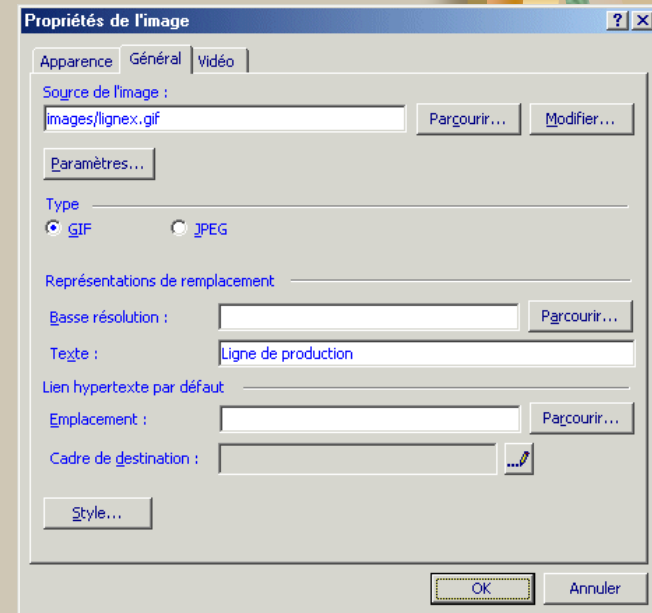 Propriétés de l'image
Apparence Général Vidéo
Source de l'image :
images/lignex.gif Parcourir... Modifier...
Paramètres...
Type
GIF JPEG
Représentations de remplacement
Basse résolution : Parcourir...
Texte : Ligne de production
Lien hypertexte par défaut
Emplacement : Parcourir...
Cadre de destination :
Style...
OK Annuler